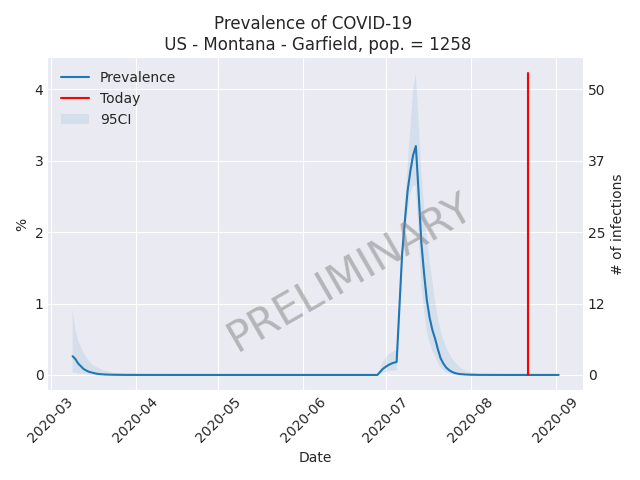 Prevalence of COVID-19
US - Montana - Garfield, pop. = 1258
Prevalence
Today
95CI
4
3
2
1
0
%
50
37
25
12
0
# of infections
PRELIMINARY
2020-03
2020-04
2020-05
2020-06
2020-07
2020-08
2020-09
Date